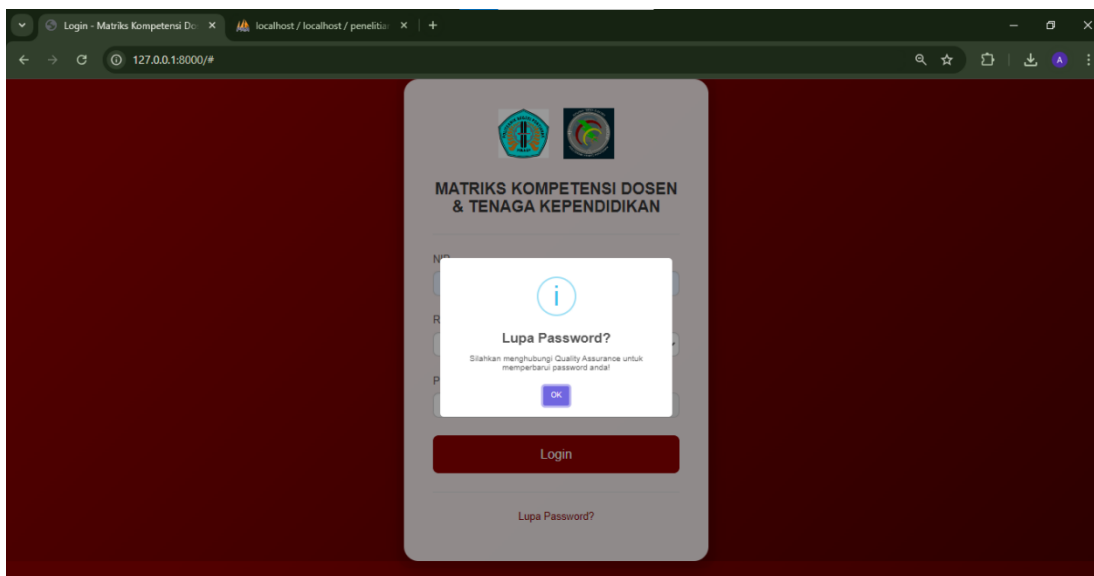 Login - Matriks Kompetensi Do
localhost / localhost / penelitia
127.0.0.1:8000/#
A
MATRIKS KOMPETENSI DOSEN
& TENAGA KEPENDIDIKAN
NIP
R
P
i
Lupa Password?
Silahkan menghubungi Quality Assurance untuk
memperbarui password anda!
OK
Login
Lupa Password?